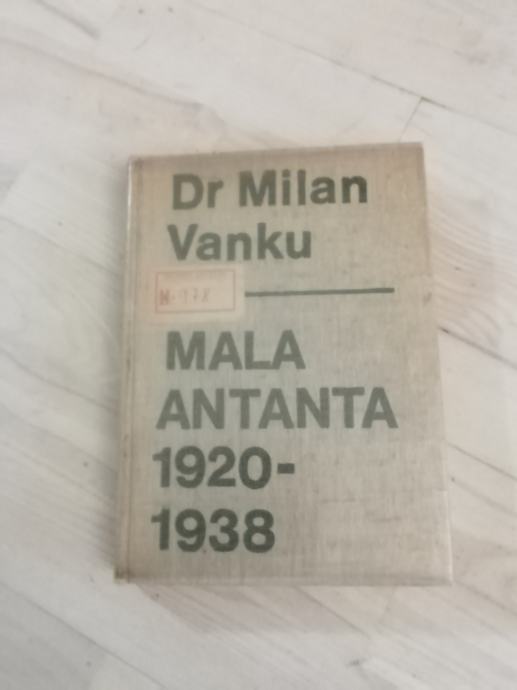 Dr Milan
Vanku
MALA
ANTANTA
1920-
1938